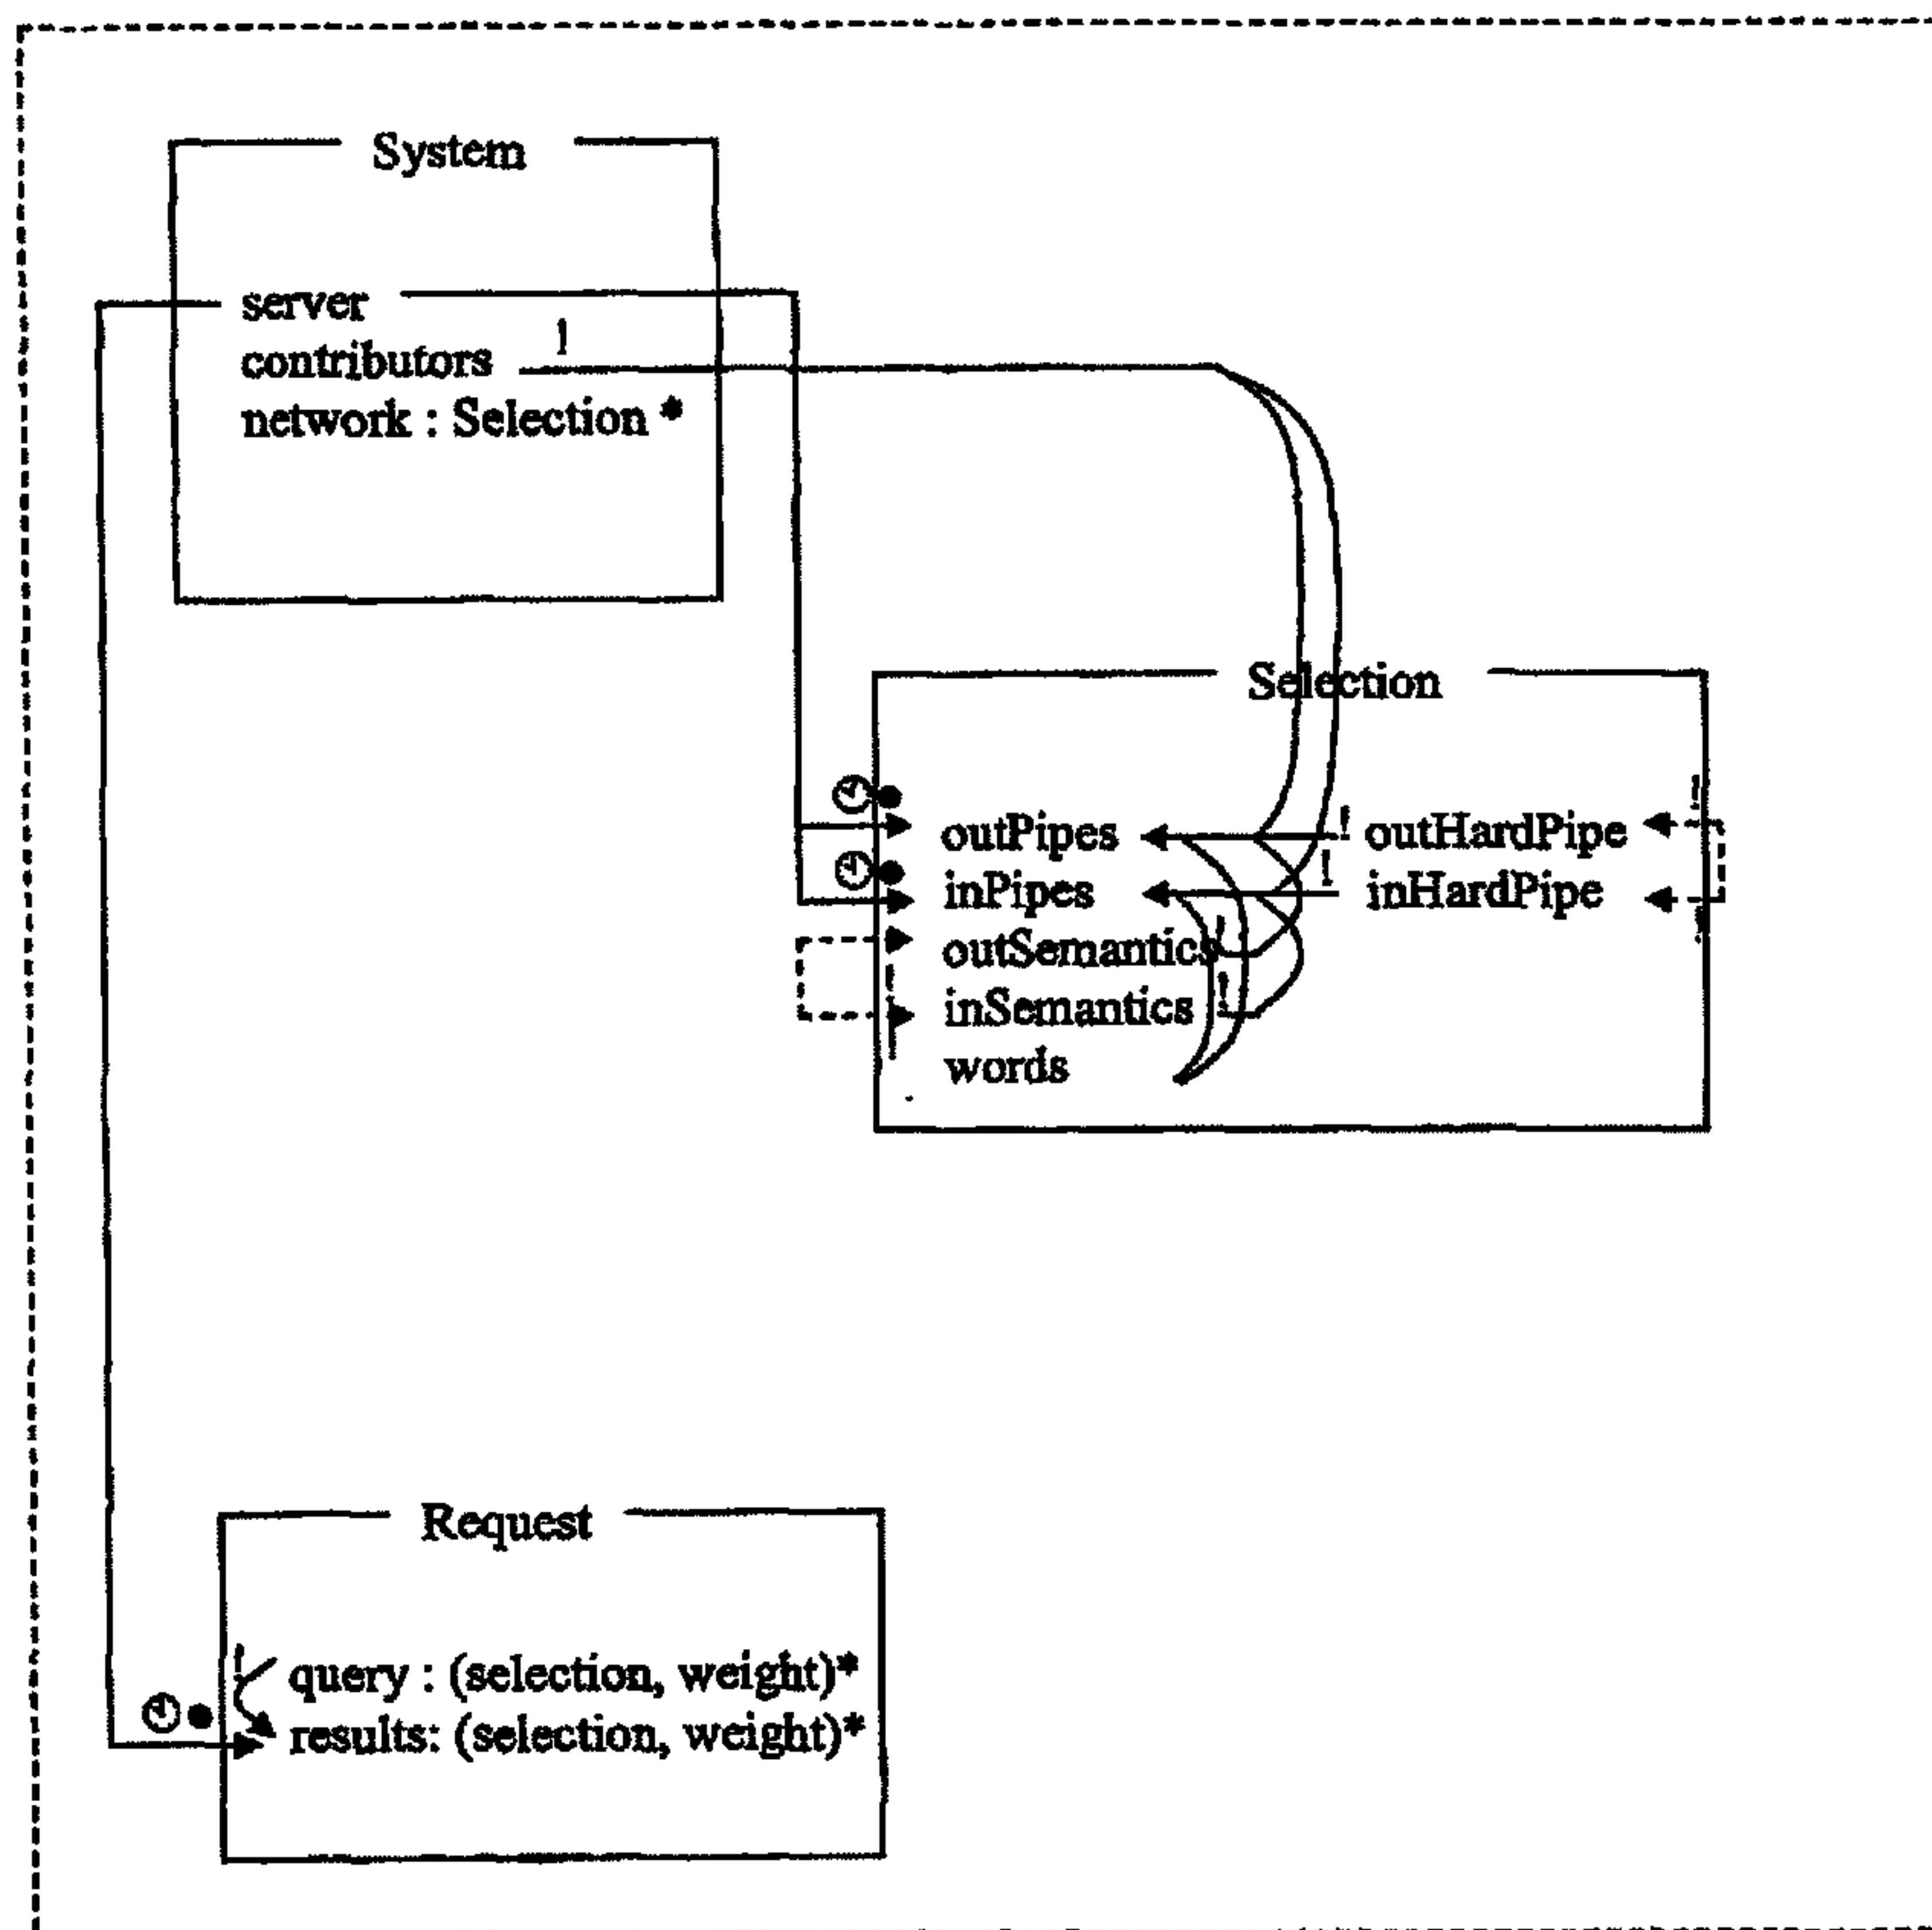 System
server
contributors !
network : Selection *
Selection
outPipes ! outHardPipe
inPipes ! inHardPipe
outSemantics !
inSemantics !
words
Request
! query : (selection, weight)*
results: (selection, weight)*